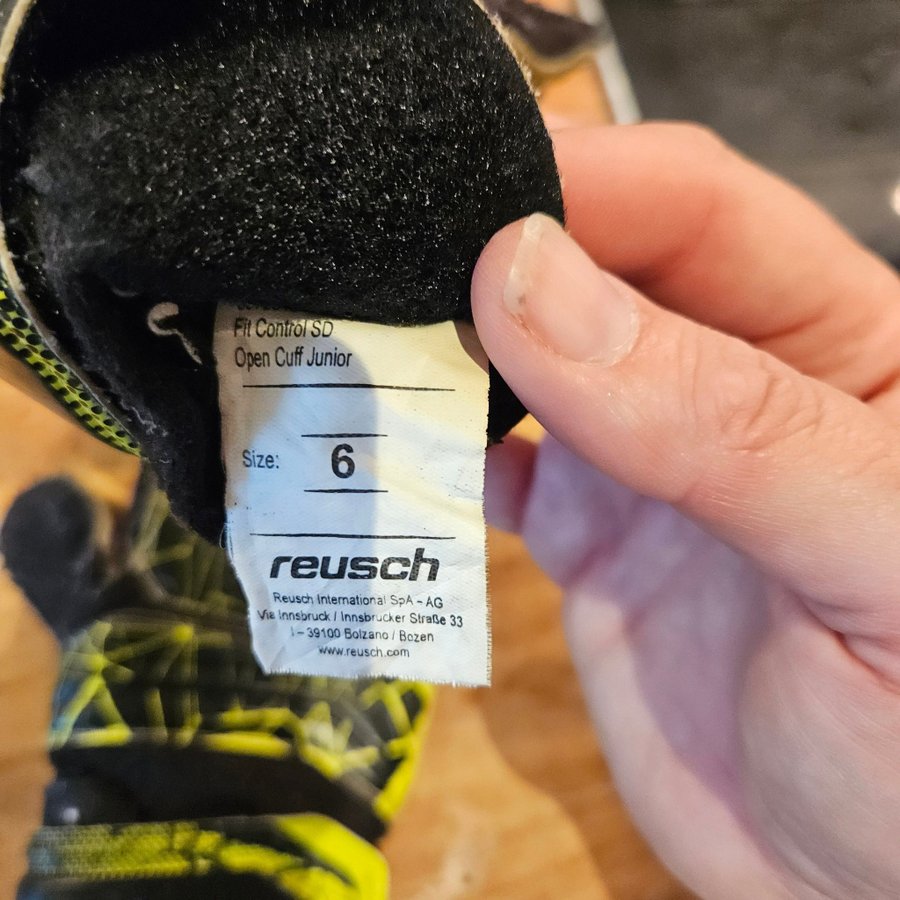 Fit Control SD
Open Cuff Junior
Size: 6
reusch
Reusch International SpA - AG
Via Innsbruck / Innsbrucker Straße 33
I - 39100 Bolzano / Bozen
www.reusch.com